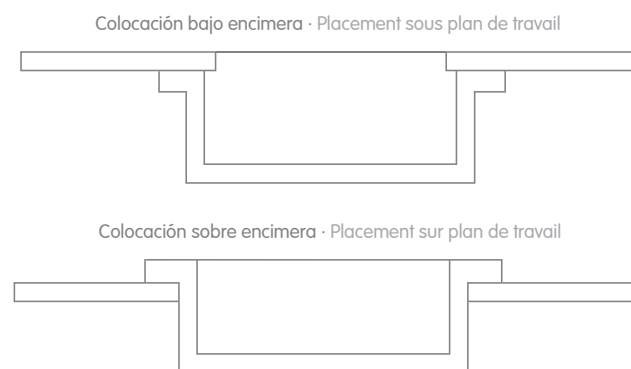 Colocación bajo encimera · Placement sous plan de travail
Colocación sobre encimera · Placement sur plan de travail